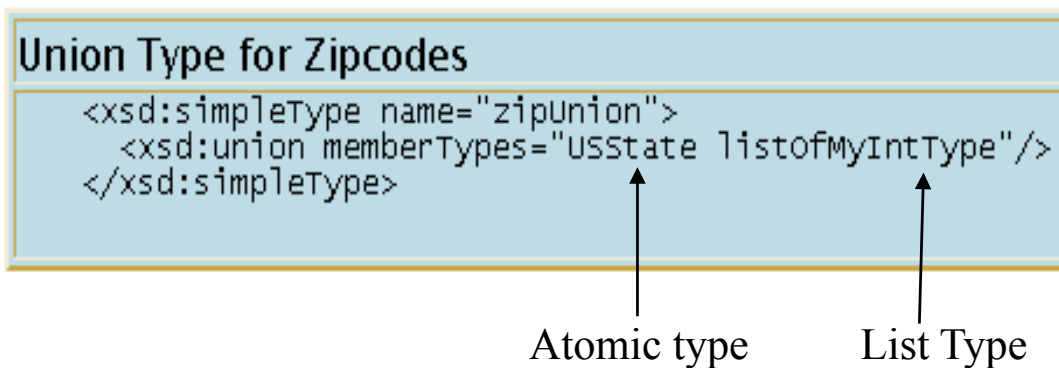 Union Type for Zipcodes
<xsd:simpleType name="zipUnion">
<xsd:union memberTypes="USState listOfMyIntType"/>
</xsd:simpleType>
Atomic type List Type